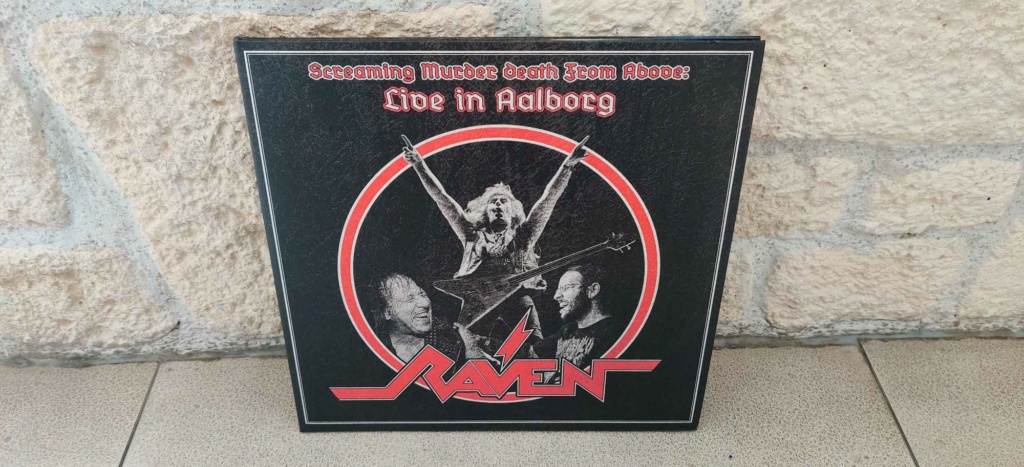 Screaming Murder Death From Above:
Live in Aalborg
RAVEN